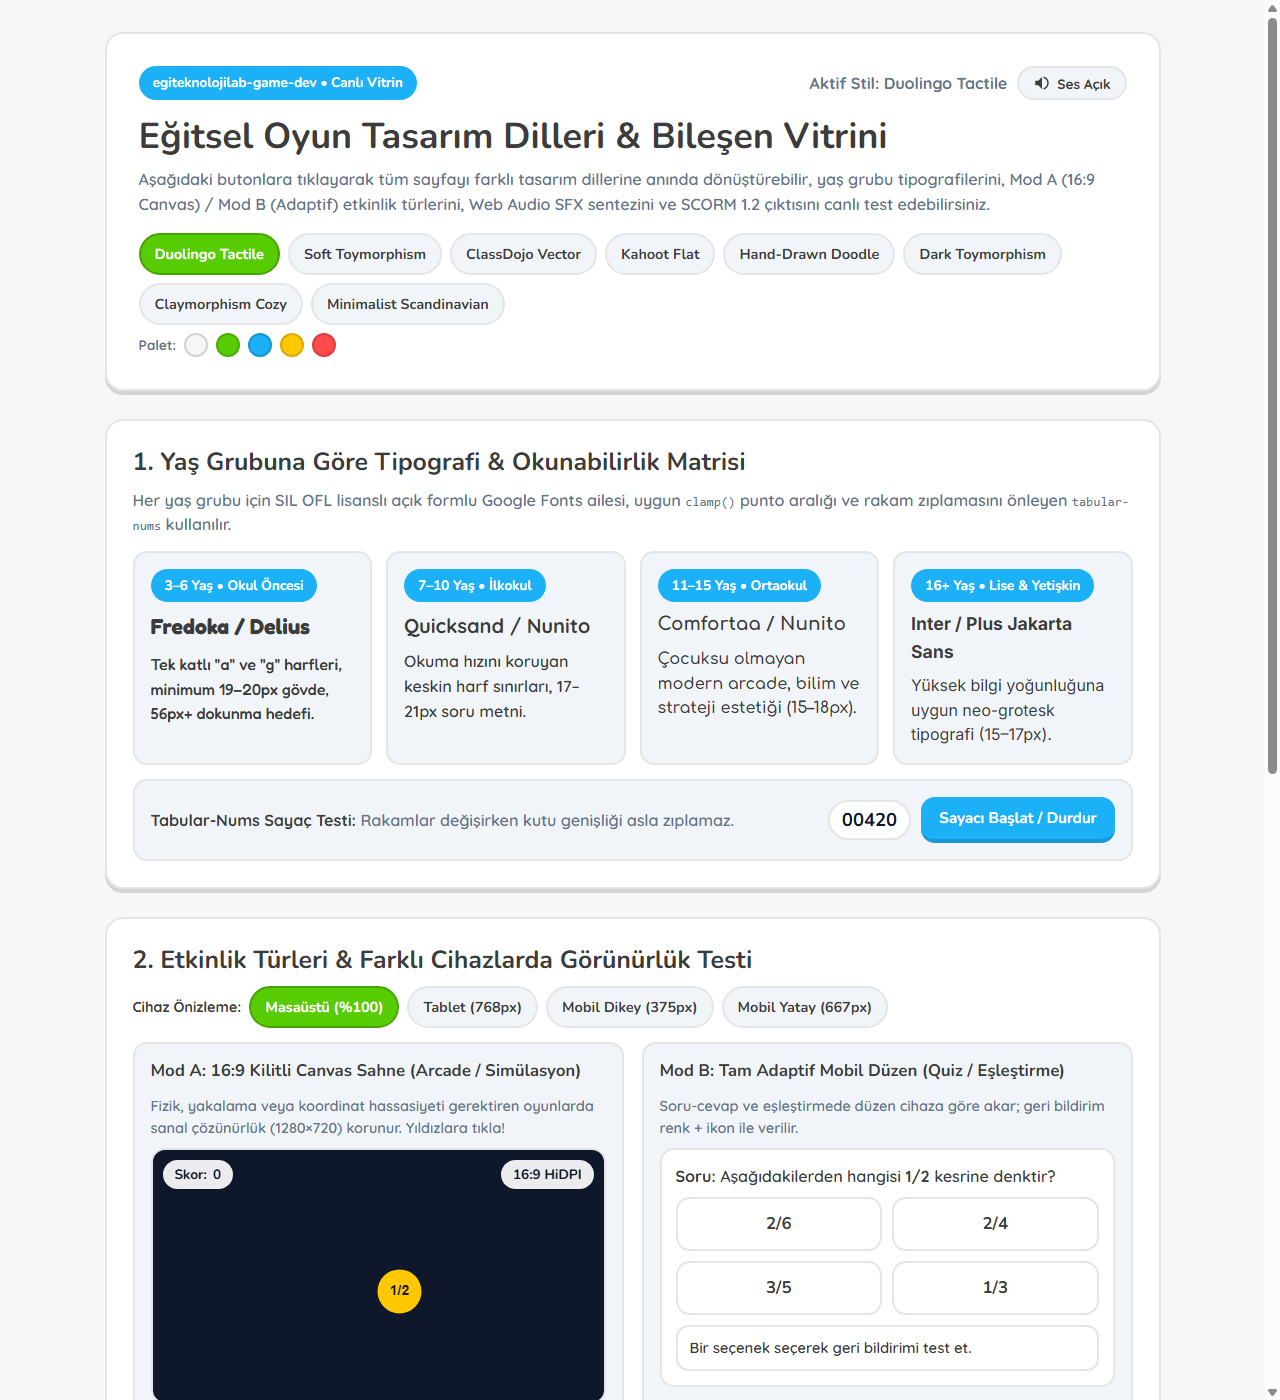 egiteknolojilab-game-dev • Canlı Vitrin
Aktif Stil: Duolingo Tactile
Ses Açık
Eğitsel Oyun Tasarım Dilleri & Bileşen Vitrini
Aşağıdaki butonlara tıklayarak tüm sayfayı farklı tasarım dillerine anında dönüştürebilir, yaş grubu tipografilerini, Mod A (16:9
Canvas) / Mod B (Adaptif) etkinlik türlerini, Web Audio SFX sentezini ve SCORM 1.2 çıktısını canlı test edebilirsiniz.
Duolingo Tactile
Soft Toymorphism
ClassDojo Vector
Kahoot Flat
Hand-Drawn Doodle
Dark Toymorphism
Claymorphism Cozy
Minimalist Scandinavian
Palet:
1. Yaş Grubuna Göre Tipografi & Okunabilirlik Matrisi
Her yaş grubu için SIL OFL lisanslı açık formlu Google Fonts ailesi, uygun clamp() punto aralığı ve rakam zıplamasını önleyen tabular-
nums kullanılır.
3–6 Yaş • Okul Öncesi
Fredoka / Delius
Tek katlı "a" ve "g" harfleri,
minimum 19–20px gövde,
56px+ dokunma hedefi.
7–10 Yaş • İlkokul
Quicksand / Nunito
Okuma hızını koruyan
keskin harf sınırları, 17–
21px soru metni.
11–15 Yaş • Ortaokul
Comfortaa / Nunito
Çocuksu olmayan
modern arcade, bilim ve
strateji estetiği (15–18px).
16+ Yaş • Lise & Yetişkin
Inter / Plus Jakarta
Sans
Yüksek bilgi yoğunluğuna
uygun neo-grotesk
tipografi (15–17px).
Tabular-Nums Sayaç Testi: Rakamlar değişirken kutu genişliği asla zıplamaz.
00420
Sayacı Başlat / Durdur
2. Etkinlik Türleri & Farklı Cihazlarda Görünürlük Testi
Cihaz Önizleme:
Masaüstü (%100)
Tablet (768px)
Mobil Dikey (375px)
Mobil Yatay (667px)
Mod A: 16:9 Kilitli Canvas Sahne (Arcade / Simülasyon)
Fizik, yakalama veya koordinat hassasiyeti gerektiren oyunlarda
sanal çözünürlük (1280×720) korunur. Yıldızlara tıkla!
Skor: 0
16:9 HiDPI
1/2
Mod B: Tam Adaptif Mobil Düzen (Quiz / Eşleştirme)
Soru-cevap ve eşleştirmede düzen cihaza göre akar; geri bildirim
renk + ikon ile verilir.
Soru: Aşağıdakilerden hangisi 1/2 kesrine denktir?
2/6
2/4
3/5
1/3
Bir seçenek seçerek geri bildirimi test et.